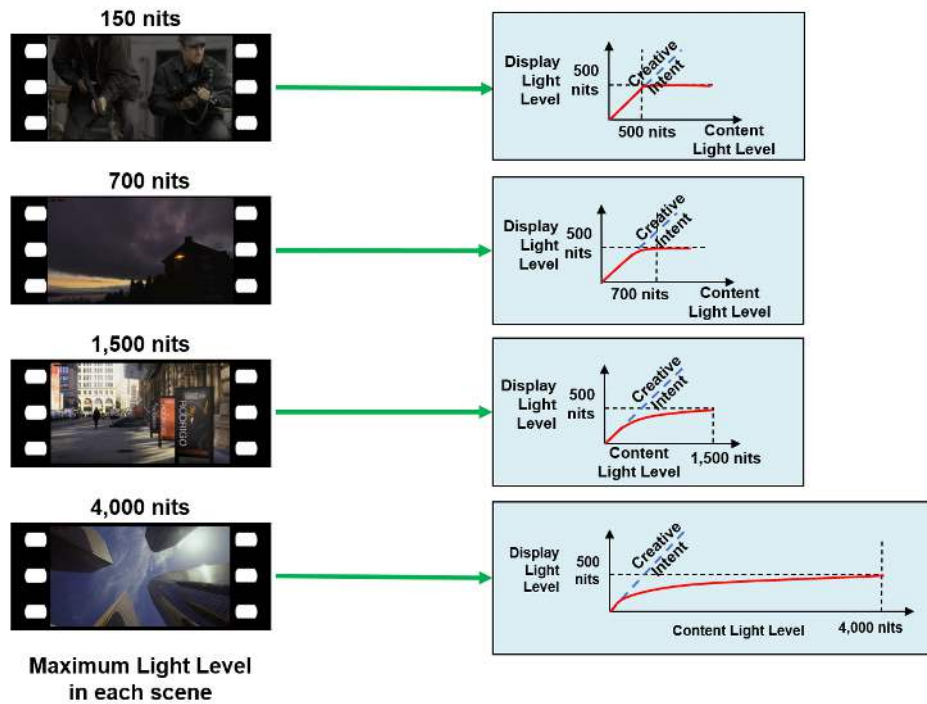 150 nits
Display
Light
Level
500
nits
Creative
Intent
500 nits
Content
Light Level
700 nits
Display
Light
Level
500
nits
Creative
Intent
700 nits
Content
Light Level
1,500 nits
RODRIGO
Display
Light
Level
500
nits
Creative
Intent
Content
Light Level
1,500 nits
4,000 nits
Display
Light
Level
500
nits
Creative
Intent
Content Light Level
4,000 nits
Maximum Light Level
in each scene